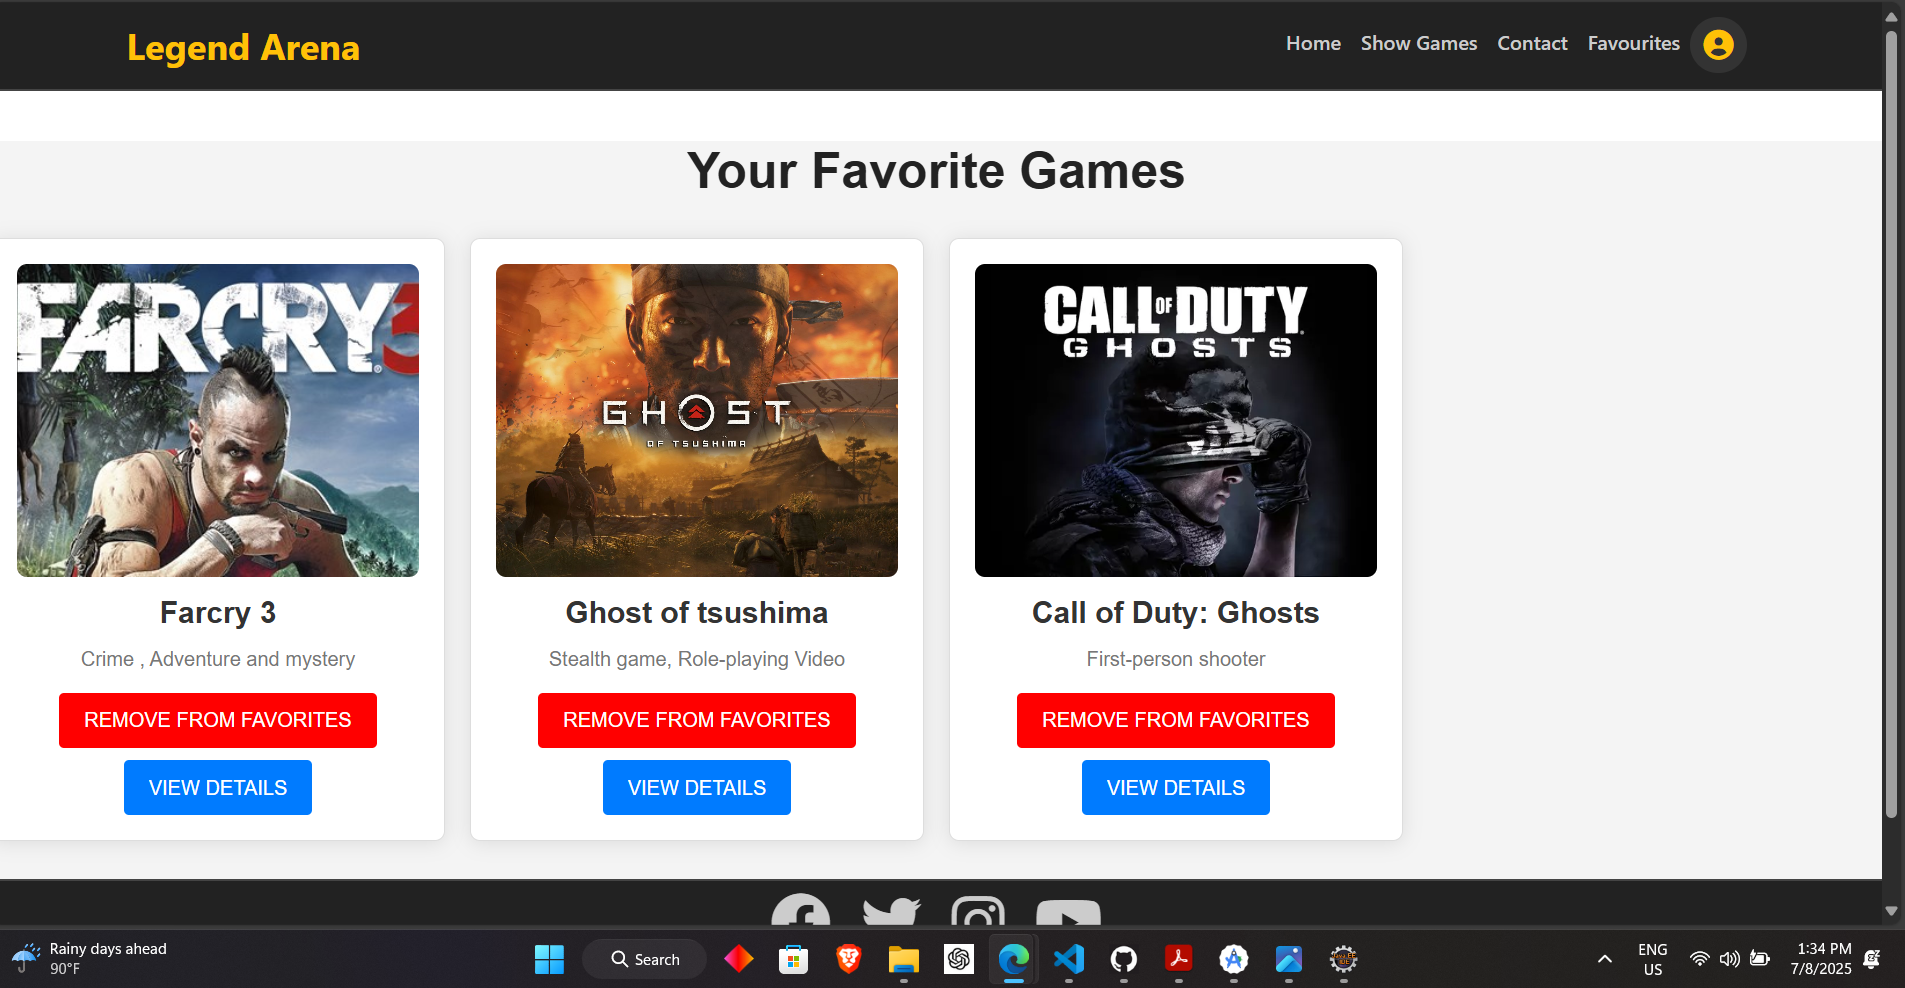 Legend Arena
Home Show Games Contact Favourites
Your Favorite Games
FARCRY 3
GHOST
OF TSUSHIMA
CALL OF DUTY
GHOSTS
Farcry 3
Crime , Adventure and mystery
REMOVE FROM FAVORITES
VIEW DETAILS
Ghost of tsushima
Stealth game, Role-playing Video
REMOVE FROM FAVORITES
VIEW DETAILS
Call of Duty: Ghosts
First-person shooter
REMOVE FROM FAVORITES
VIEW DETAILS
Rainy days ahead
90°F
Search
ENG
US
1:34 PM
7/8/2025